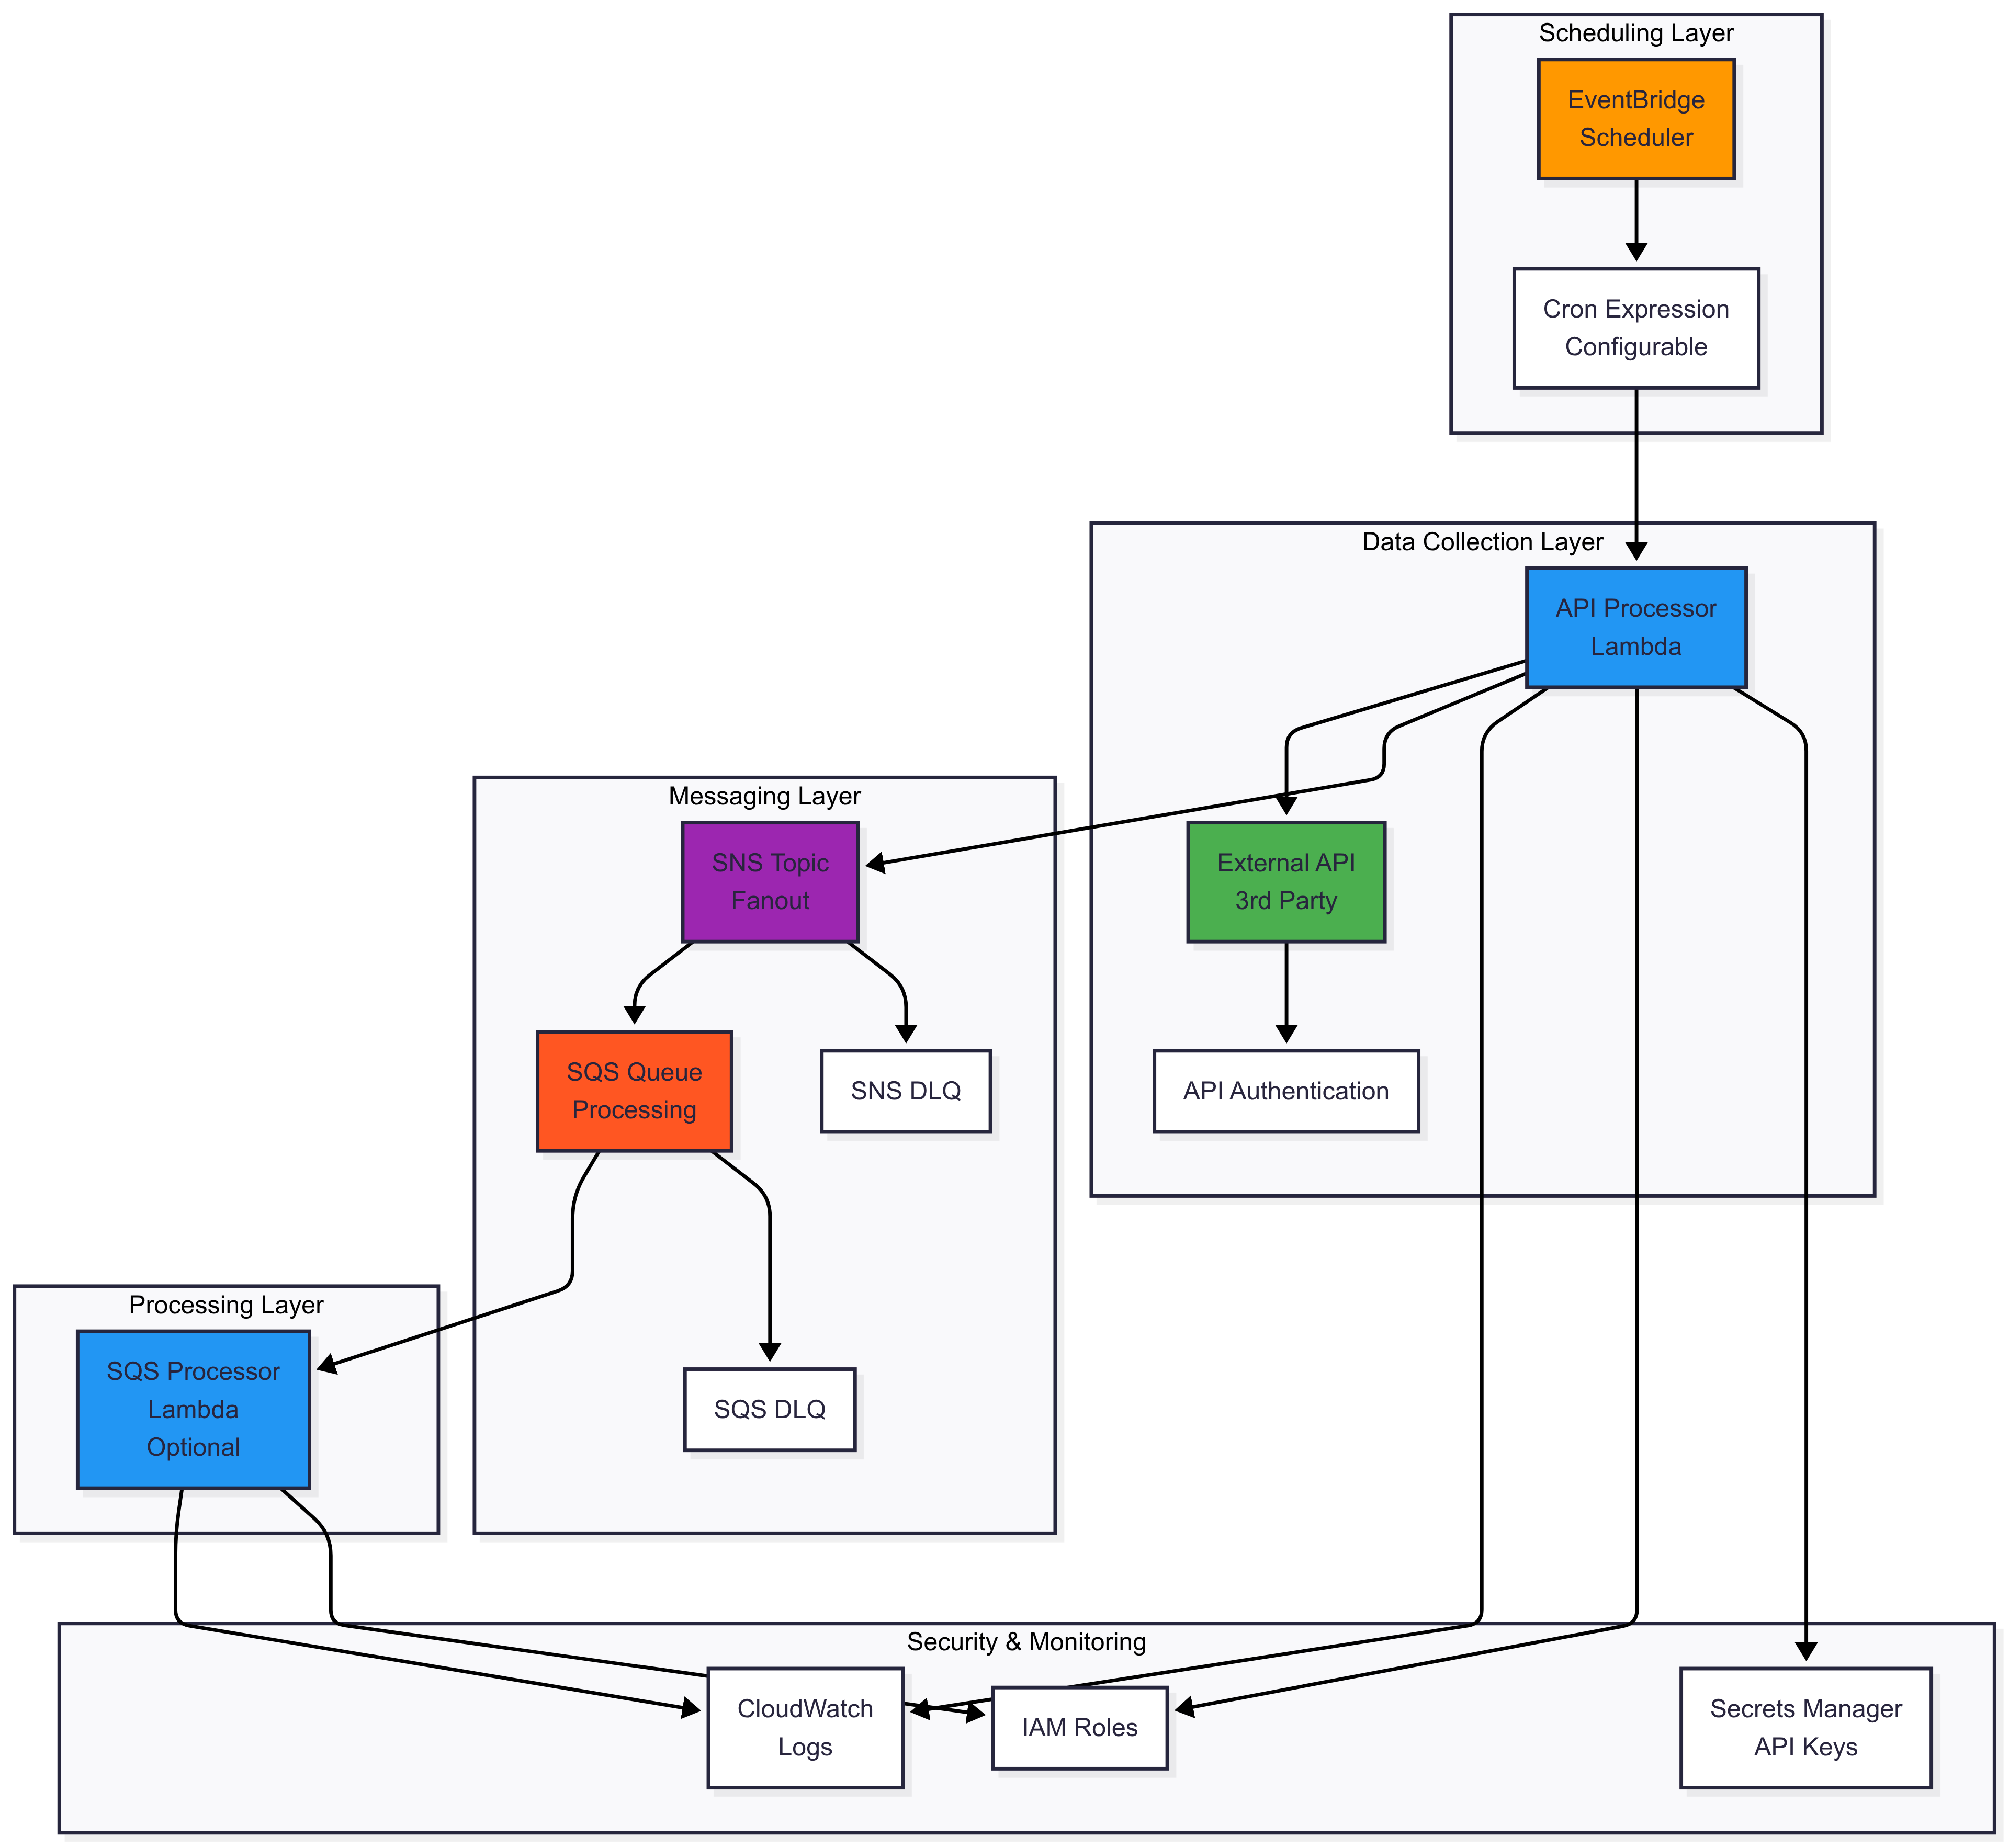 Scheduling Layer
EventBridge
Scheduler
Cron Expression
Configurable
Data Collection Layer
API Processor
Lambda
Messaging Layer
SNS Topic
Fanout
External API
3rd Party
SQS Queue
Processing
SNS DLQ
API Authentication
Processing Layer
SQS Processor
Lambda
Optional
SQS DLQ
Security & Monitoring
CloudWatch
Logs
IAM Roles
Secrets Manager
API Keys